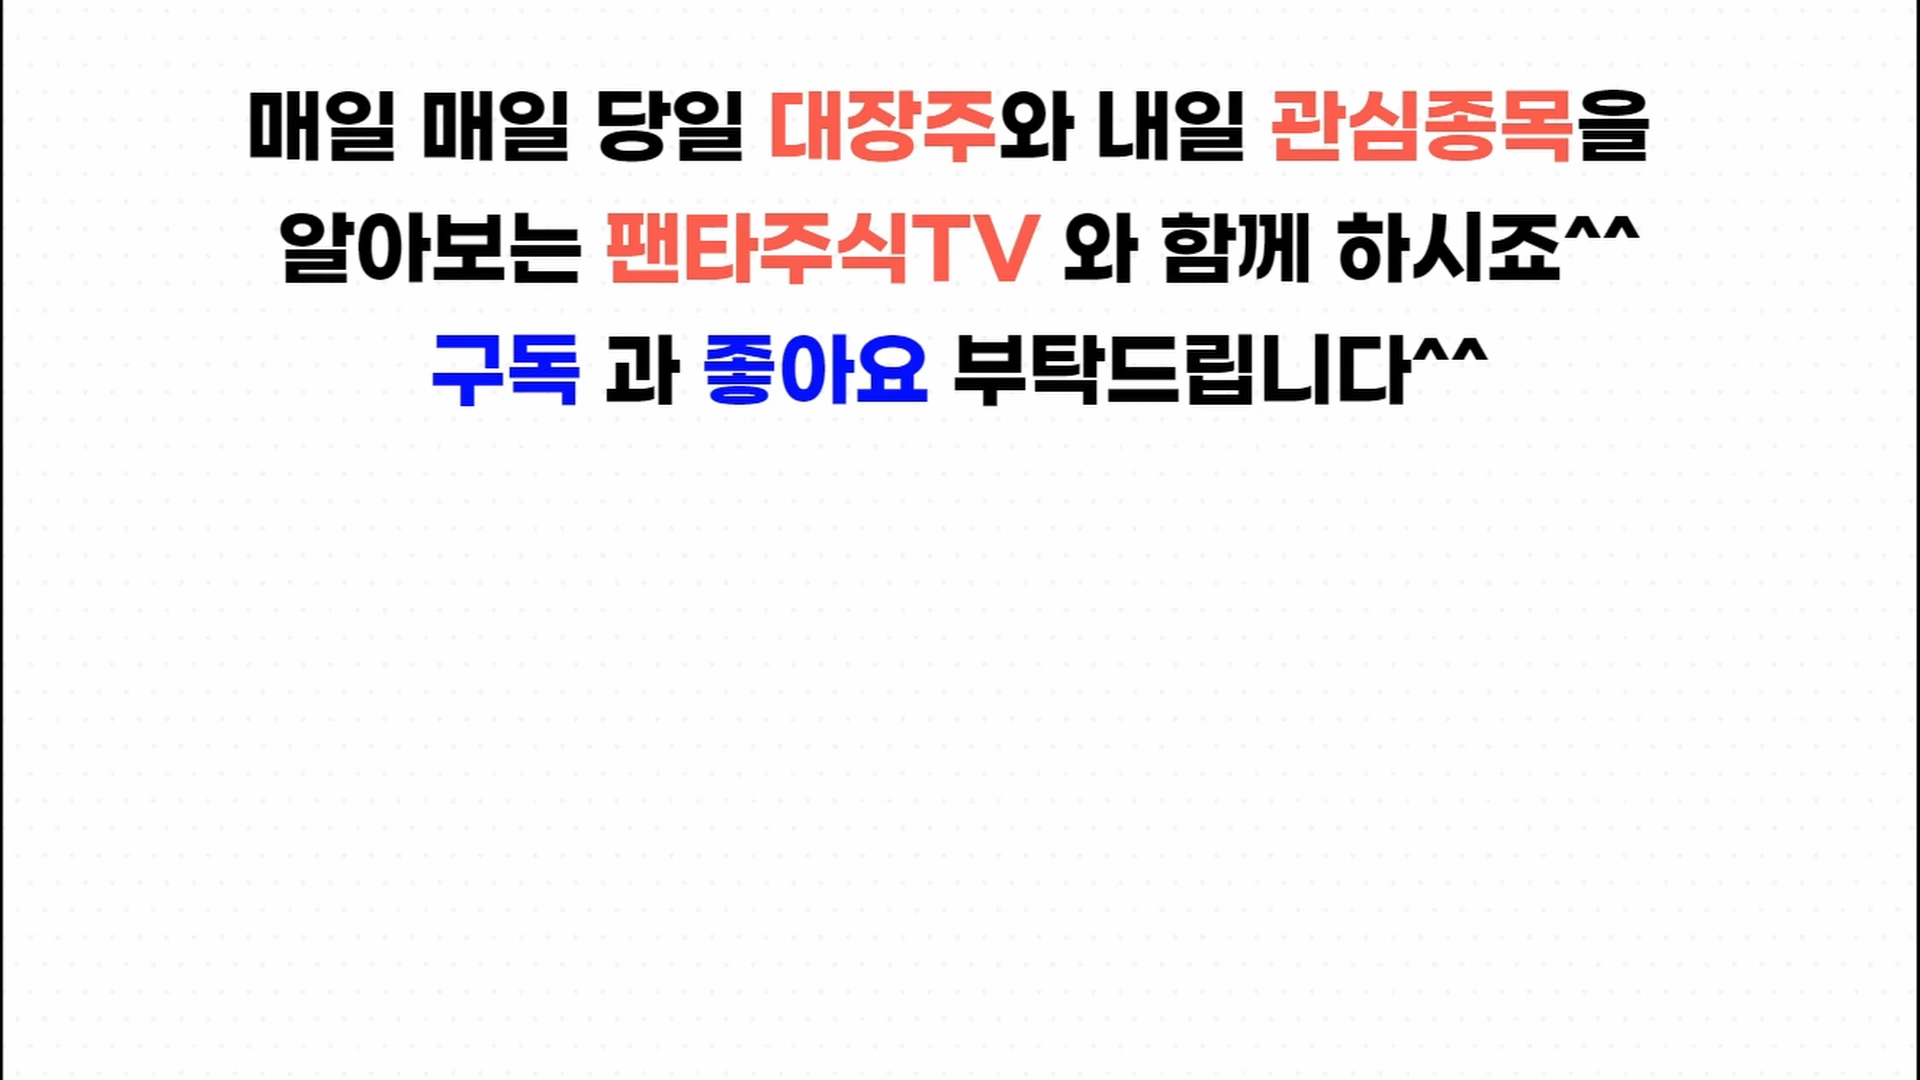 매일 매일 당일 대장주와 내일 관심종목을
알아보는 팬타주식TV 와 함께 하시죠^^
구독 과 좋아요 부탁드립니다^^